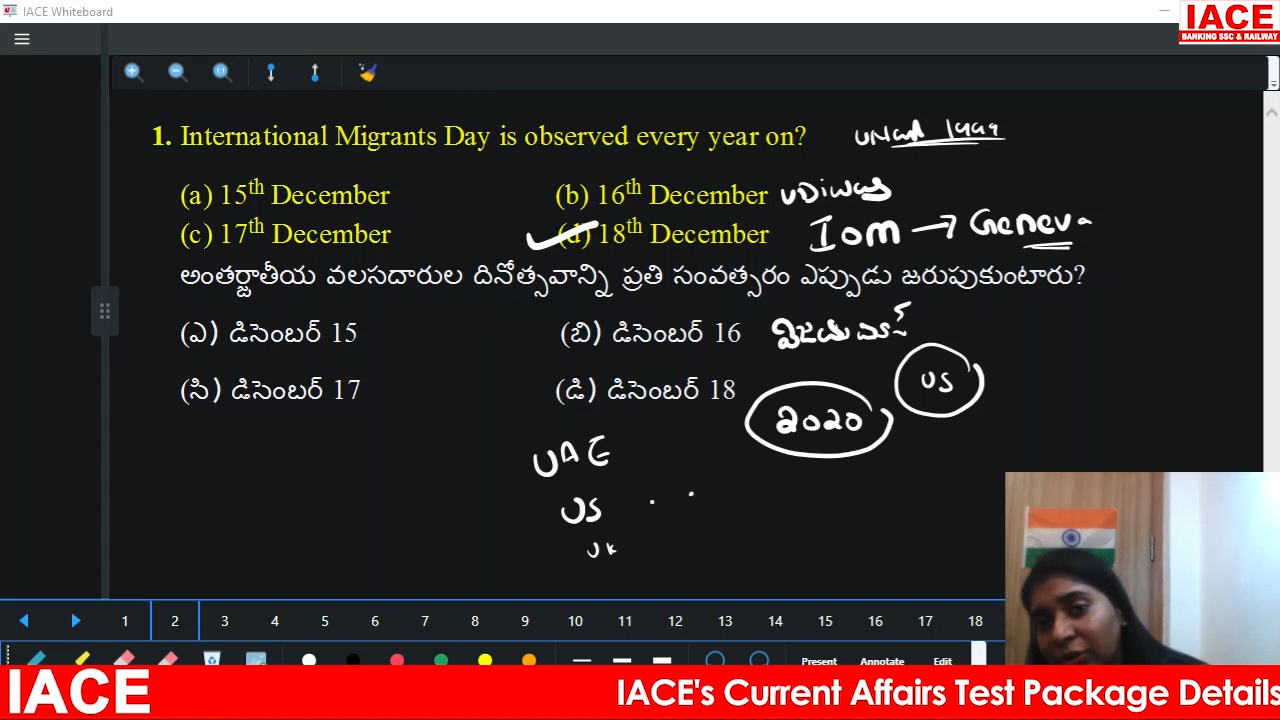 IACE Whiteboard
IACE
BANKING SSC & RAILWAY
1. International Migrants Day is observed every year on?
1999
(a) 15th December (b) 16th December
(c) 17th December (d) 18th December
IOM → Geneva
అంతర్జాతీయ వలసదారుల దినోత్సవాన్ని ప్రతి సంవత్సరం ఎప్పుడు జరుపుకుంటారు?
(ఎ) డిసెంబర్ 15 (బి) డిసెంబర్ 16
(సి) డిసెంబర్ 17 (డి) డిసెంబర్ 18
US
2020
UAE
US
UK
1 2 3 4 5 6 7 8 9 10 11 12 13 14 15 16 17 18
Present Annotate Edit
IACE IACE's Current Affairs Test Package Details